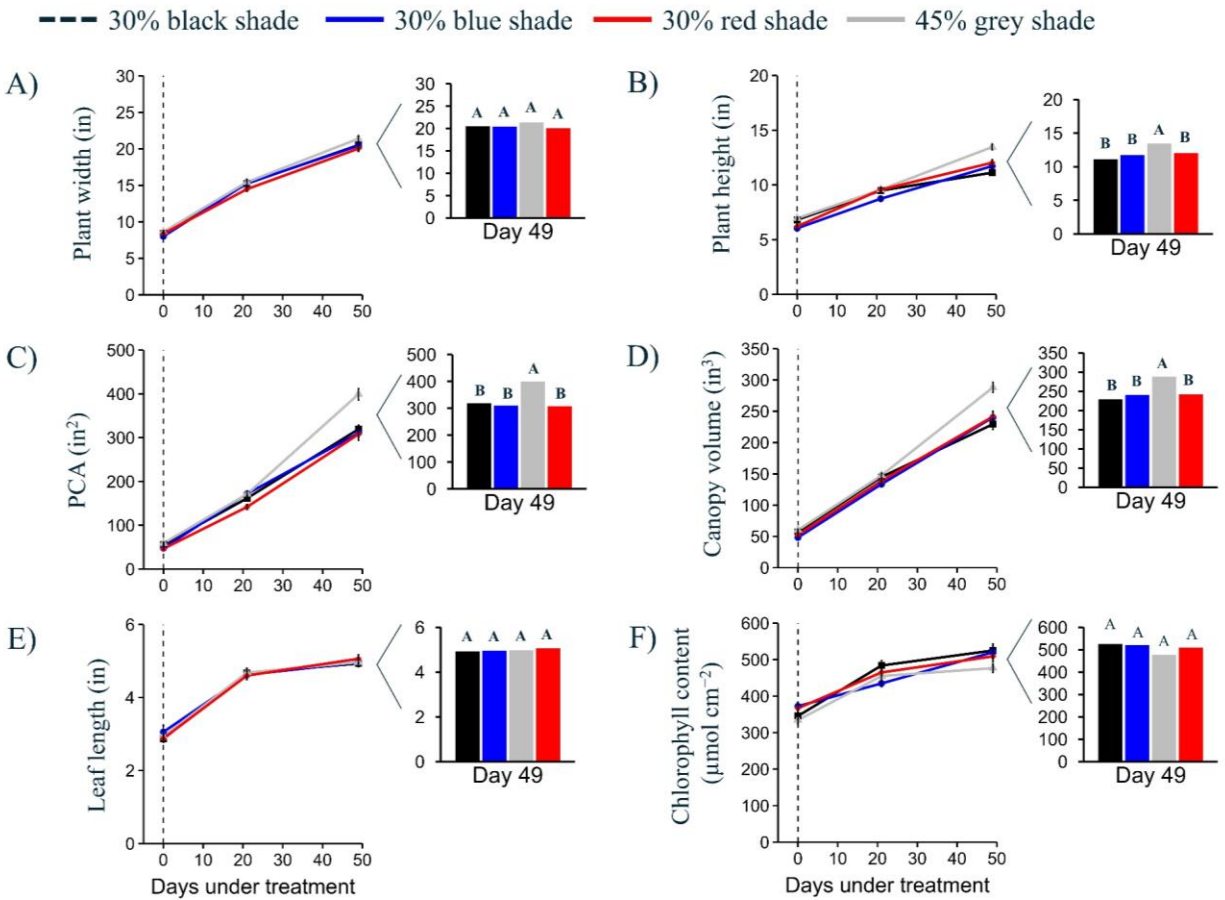 30% black shade 30% blue shade 30% red shade 45% grey shade
A)
Plant width (in)
30
25
20
15
10
5
0
0 10 20 30 40 50
30
25
20
15
10
5
0
A A A A
Day 49
B)
Plant height (in)
20
15
10
5
0
0 10 20 30 40 50
20
15
10
5
0
B B A B
Day 49
C)
PCA (in²)
500
400
300
200
100
0
0 10 20 30 40 50
500
400
300
200
100
0
B B A B
Day 49
D)
Canopy volume (in³)
350
300
250
200
150
100
50
0
0 10 20 30 40 50
350
300
250
200
150
100
50
0
B B A B
Day 49
E)
Leaf length (in)
6
4
2
0
0 10 20 30 40 50
Days under treatment
6
4
2
0
A A A A
Day 49
F)
Chlorophyll content
(µmol cm⁻²)
600
500
400
300
200
100
0
0 10 20 30 40 50
Days under treatment
600
500
400
300
200
100
0
A A A A
Day 49